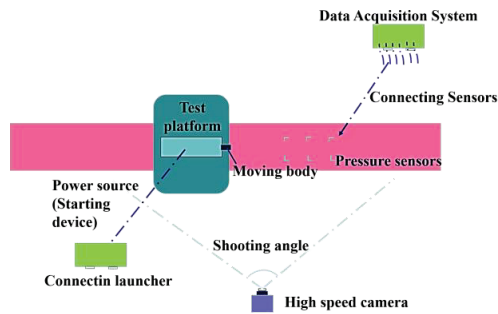 Data Acquisition System
Connecting Sensors
Test
platform
Pressure sensors
Moving body
Power source
(Starting
device)
Shooting angle
Connectin launcher
High speed camera